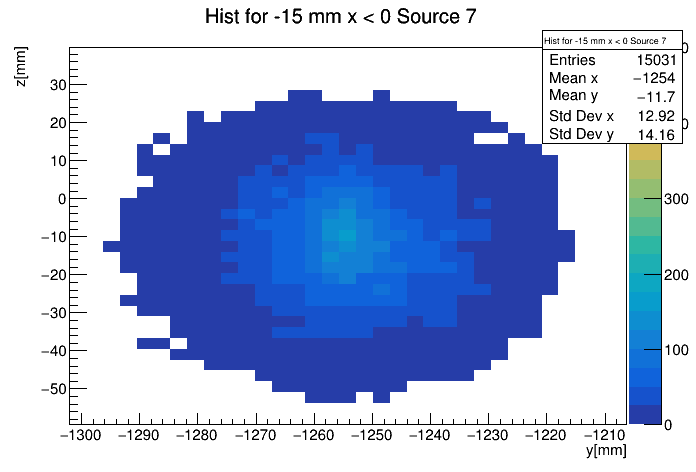 Hist for -15 mm x < 0 Source 7
z[mm]
Hist for -15 mm x < 0 Source 7
Entries 15031
Mean x −1254
Mean y −11.7
Std Dev x 12.92
Std Dev y 14.16
30
20
10
0
−10
−20
−30
−40
−50
300
200
100
0
−1300 −1290 −1280 −1270 −1260 −1250 −1240 −1230 −1220 −1210
y[mm]